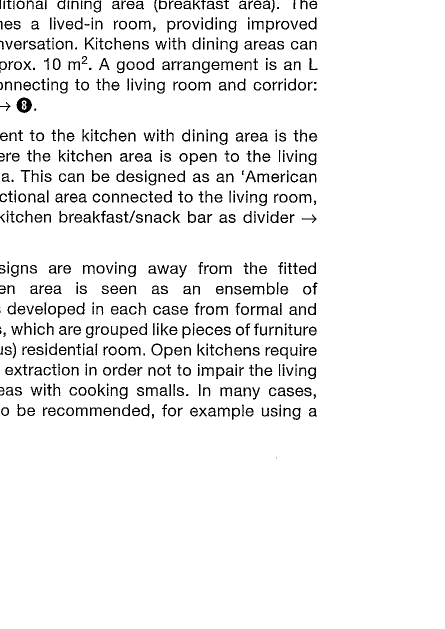 ditional dining area (breakfast area). The
nes a lived-in room, providing improved
nversation. Kitchens with dining areas can
prox. 10 m². A good arrangement is an L
onnecting to the living room and corridor:
→ ❽.
ent to the kitchen with dining area is the
ere the kitchen area is open to the living
a. This can be designed as an ‘American
ctional area connected to the living room,
kitchen breakfast/snack bar as divider →
signs are moving away from the fitted
en area is seen as an ensemble of
s developed in each case from formal and
s, which are grouped like pieces of furniture
us) residential room. Open kitchens require
extraction in order not to impair the living
eas with cooking smalls. In many cases,
o be recommended, for example using a